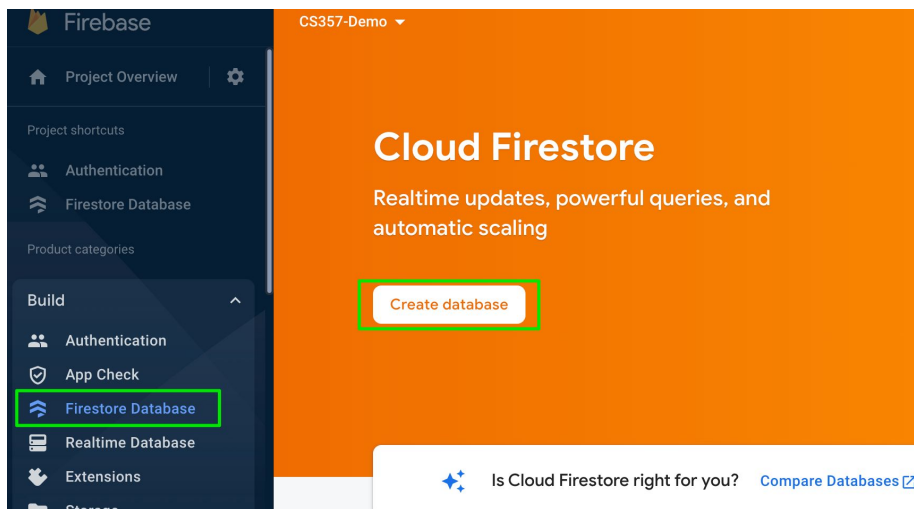 Firebase
Project Overview
Project shortcuts
Authentication
Firestore Database
Product categories
Build
Authentication
App Check
Firestore Database
Realtime Database
Extensions
Storage
CS357-Demo
Cloud Firestore
Realtime updates, powerful queries, and
automatic scaling
Create database
Is Cloud Firestore right for you? Compare Databases